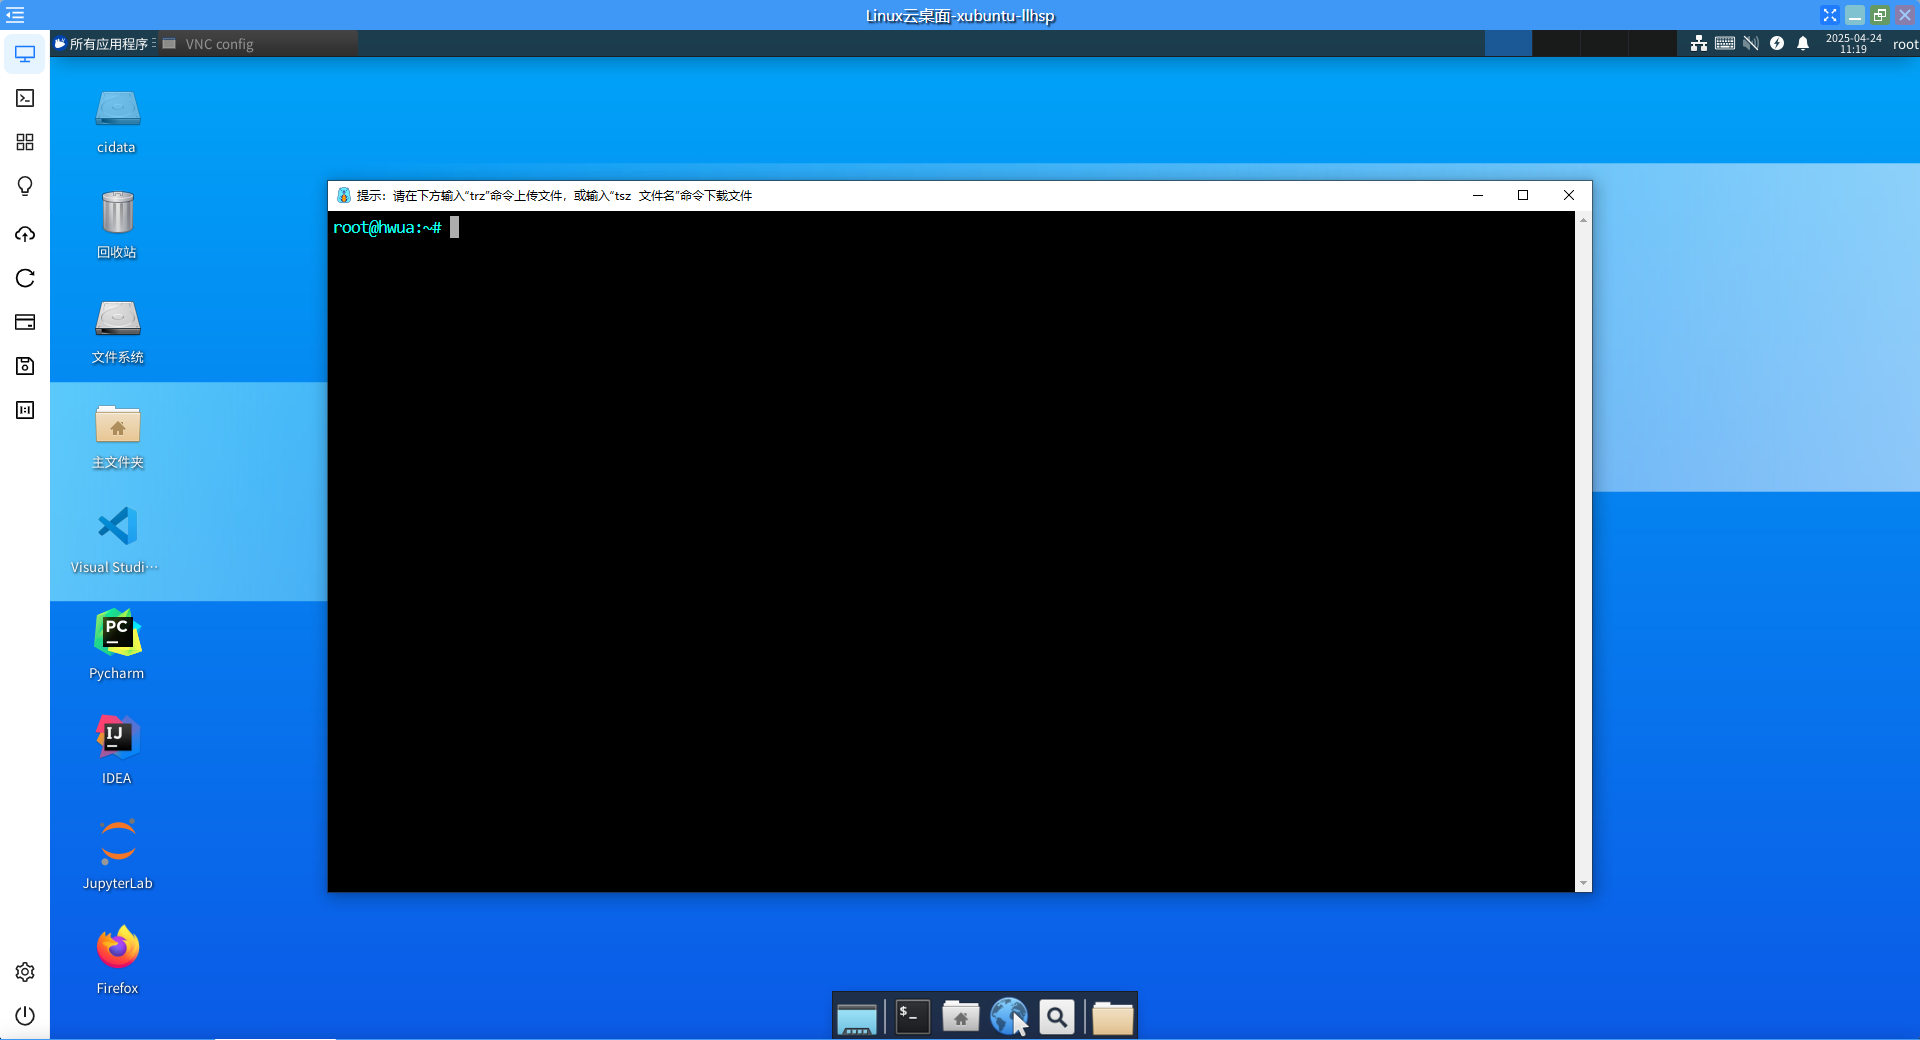 Linux云桌面-xubuntu-llhsp
所有应用程序
VNC config
2025-04-24
11:19
root
cidata
回收站
文件系统
主文件夹
Visual Studi…
PC
Pycharm
IJ
IDEA
JupyterLab
Firefox
提示：请在下方输入“trz”命令上传文件，或输入“tsz 文件名”命令下载文件
root@hwua:~#
$_